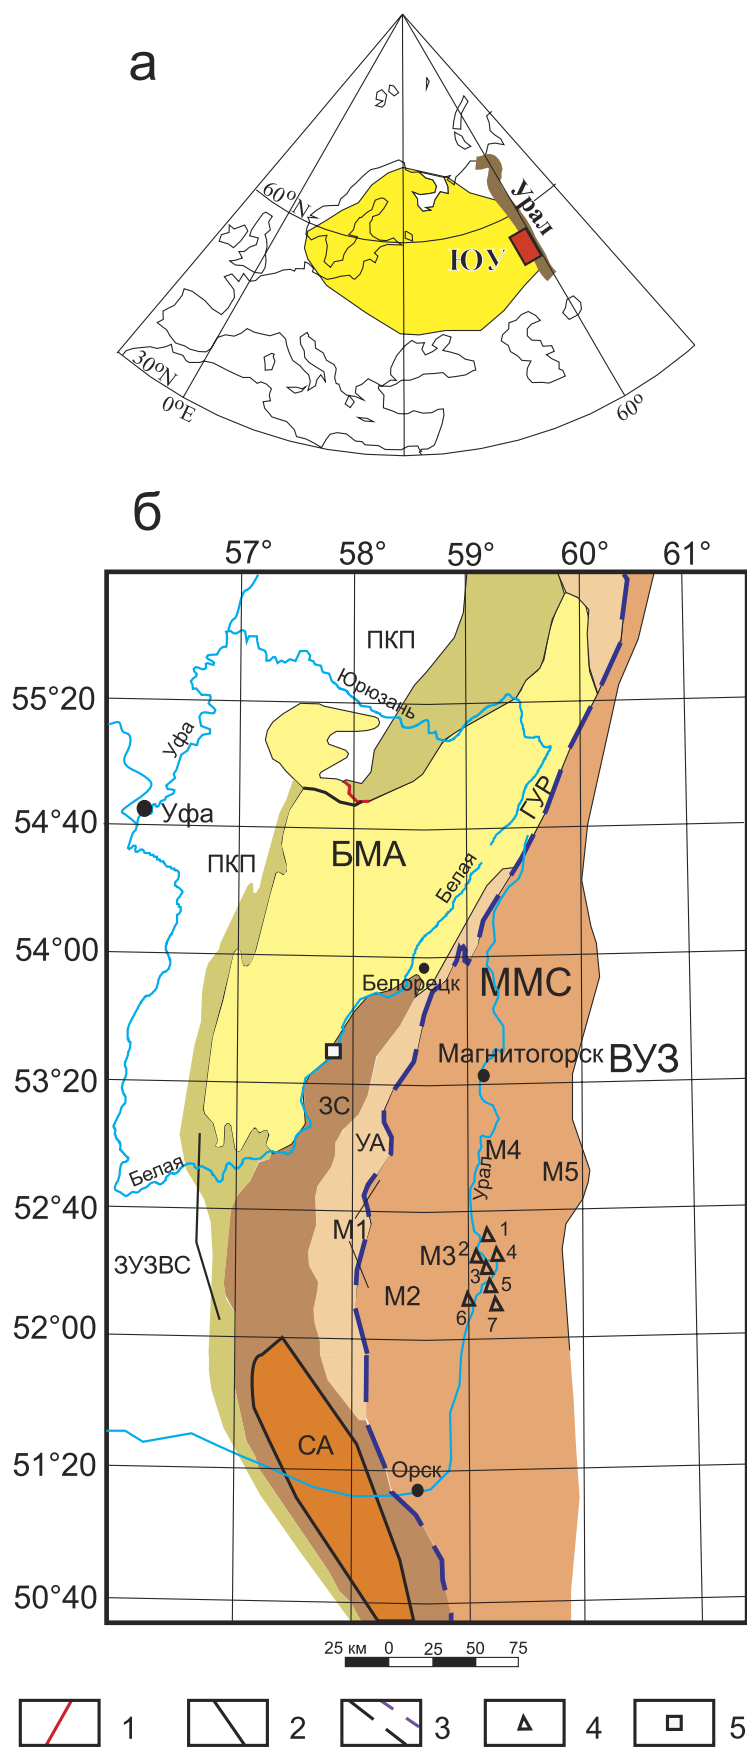 а
60°N
Урал
ЮУ
30°N
0°E
60°
б
57° 58° 59° 60° 61°
ПКП
55°20
Юрюзань
Уфа
ГУР
Уфа
54°40
БМА
ПКП
Белая
54°00
Белорецк
ММС
Магнитогорск
ВУЗ
53°20
ЗС
УА
М4
Белая
Урал
М5
52°40
М1
1
М3
2
4
ЗУЗВС
3
5
М2
6
7
52°00
СА
51°20
Орск
50°40
25 км 0 25 50 75
1 2 3 4 5